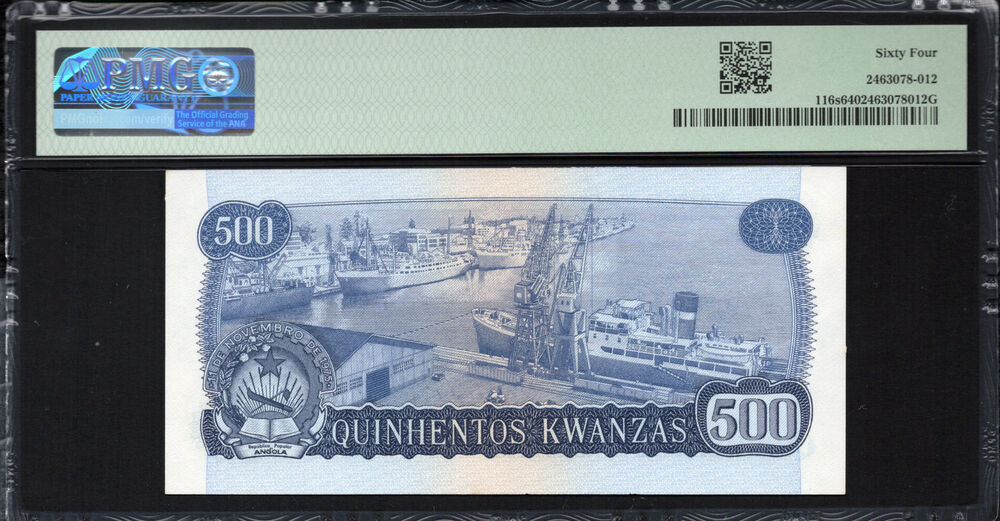 PMG
PAPER GUARANTY
PMGnotes.com/verify
The Official Grading
Service of the ANA
Sixty Four
2463078-012
116s6402463078012G
500
11 DE NOVEMBRO DE 1975
República Popular
ANGOLA
QUINHENTOS KWANZAS
500